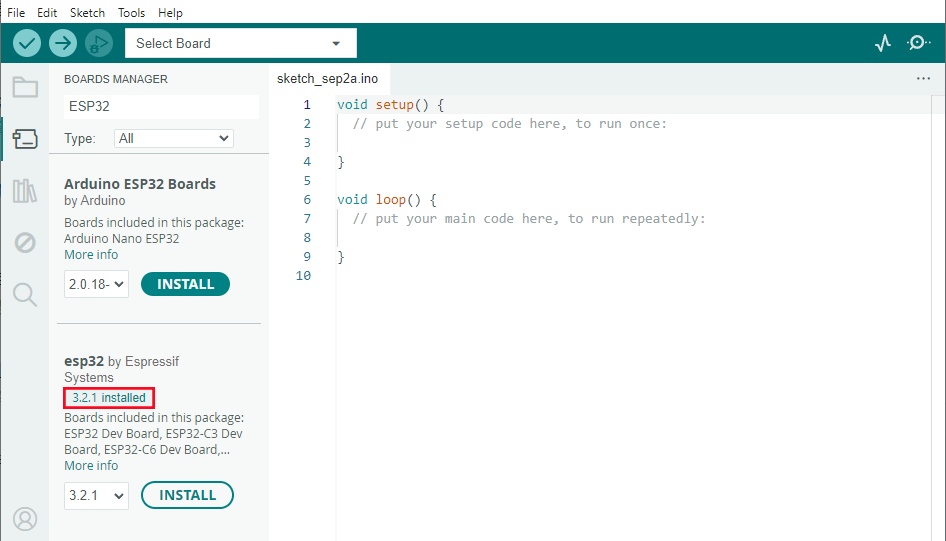 File Edit Sketch Tools Help
Select Board
BOARDS MANAGER
ESP32
Type: All
Arduino ESP32 Boards
by Arduino
Boards included in this package:
Arduino Nano ESP32
More info
2.0.18- INSTALL
esp32 by Espressif
Systems
3.2.1 installed
Boards included in this package:
ESP32 Dev Board, ESP32-C3 Dev
Board, ESP32-C6 Dev Board,...
More info
3.2.1 INSTALL
sketch_sep2a.ino
1 void setup() {
2 // put your setup code here, to run once:
3
4 }
5
6 void loop() {
7 // put your main code here, to run repeatedly:
8
9 }
10